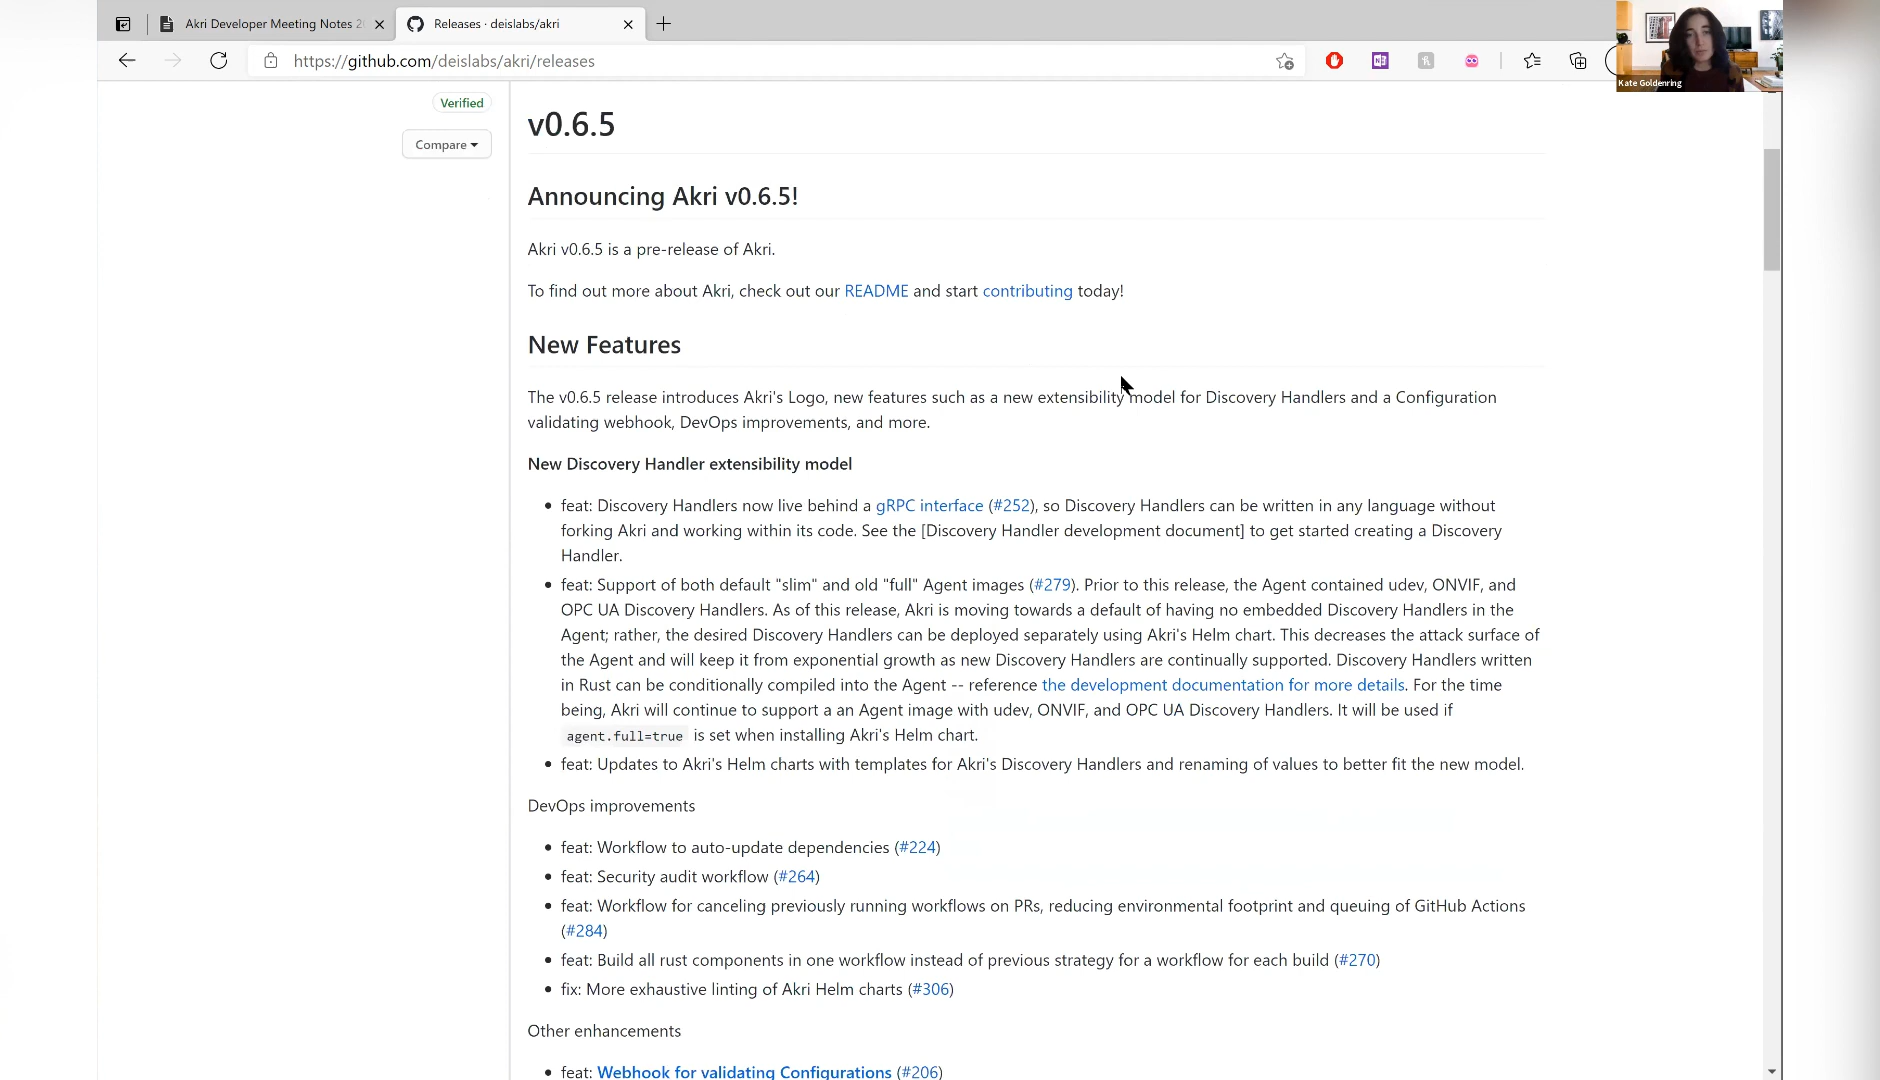 Akri Developer Meeting Notes 2
Releases · deislabs/akri
https://github.com/deislabs/akri/releases
Kate Goldenring
Verified
Compare
v0.6.5
Announcing Akri v0.6.5!
Akri v0.6.5 is a pre-release of Akri.
To find out more about Akri, check out our README and start contributing today!
New Features
The v0.6.5 release introduces Akri's Logo, new features such as a new extensibility model for Discovery Handlers and a Configuration
validating webhook, DevOps improvements, and more.
New Discovery Handler extensibility model
• feat: Discovery Handlers now live behind a gRPC interface (#252), so Discovery Handlers can be written in any language without
forking Akri and working within its code. See the [Discovery Handler development document] to get started creating a Discovery
Handler.
• feat: Support of both default "slim" and old "full" Agent images (#279). Prior to this release, the Agent contained udev, ONVIF, and
OPC UA Discovery Handlers. As of this release, Akri is moving towards a default of having no embedded Discovery Handlers in the
Agent; rather, the desired Discovery Handlers can be deployed separately using Akri's Helm chart. This decreases the attack surface of
the Agent and will keep it from exponential growth as new Discovery Handlers are continually supported. Discovery Handlers written
in Rust can be conditionally compiled into the Agent -- reference the development documentation for more details. For the time
being, Akri will continue to support a an Agent image with udev, ONVIF, and OPC UA Discovery Handlers. It will be used if
agent.full=true is set when installing Akri's Helm chart.
• feat: Updates to Akri's Helm charts with templates for Akri's Discovery Handlers and renaming of values to better fit the new model.
DevOps improvements
• feat: Workflow to auto-update dependencies (#224)
• feat: Security audit workflow (#264)
• feat: Workflow for canceling previously running workflows on PRs, reducing environmental footprint and queuing of GitHub Actions
(#284)
• feat: Build all rust components in one workflow instead of previous strategy for a workflow for each build (#270)
• fix: More exhaustive linting of Akri Helm charts (#306)
Other enhancements
• feat: Webhook for validating Configurations (#206)